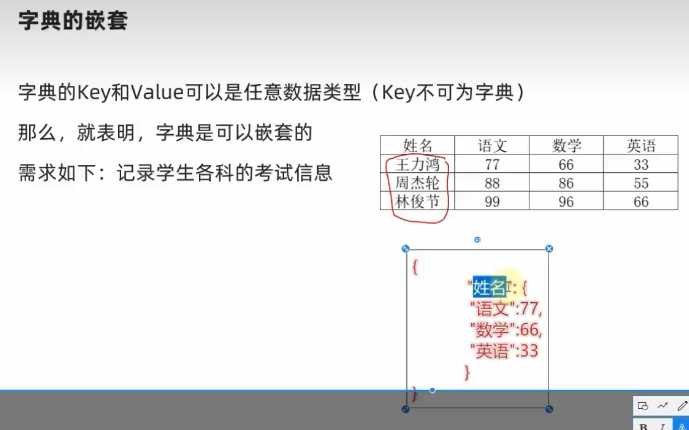 字典的嵌套
字典的Key和Value可以是任意数据类型（Key不可为字典）
那么，就表明，字典是可以嵌套的
需求如下：记录学生各科的考试信息
姓名 语文 数学 英语
王力鸿 77 66 33
周杰轮 88 86 55
林俊节 99 96 66
{
"姓名": {
"语文":77,
"数学":66,
"英语":33
}
}
B I A